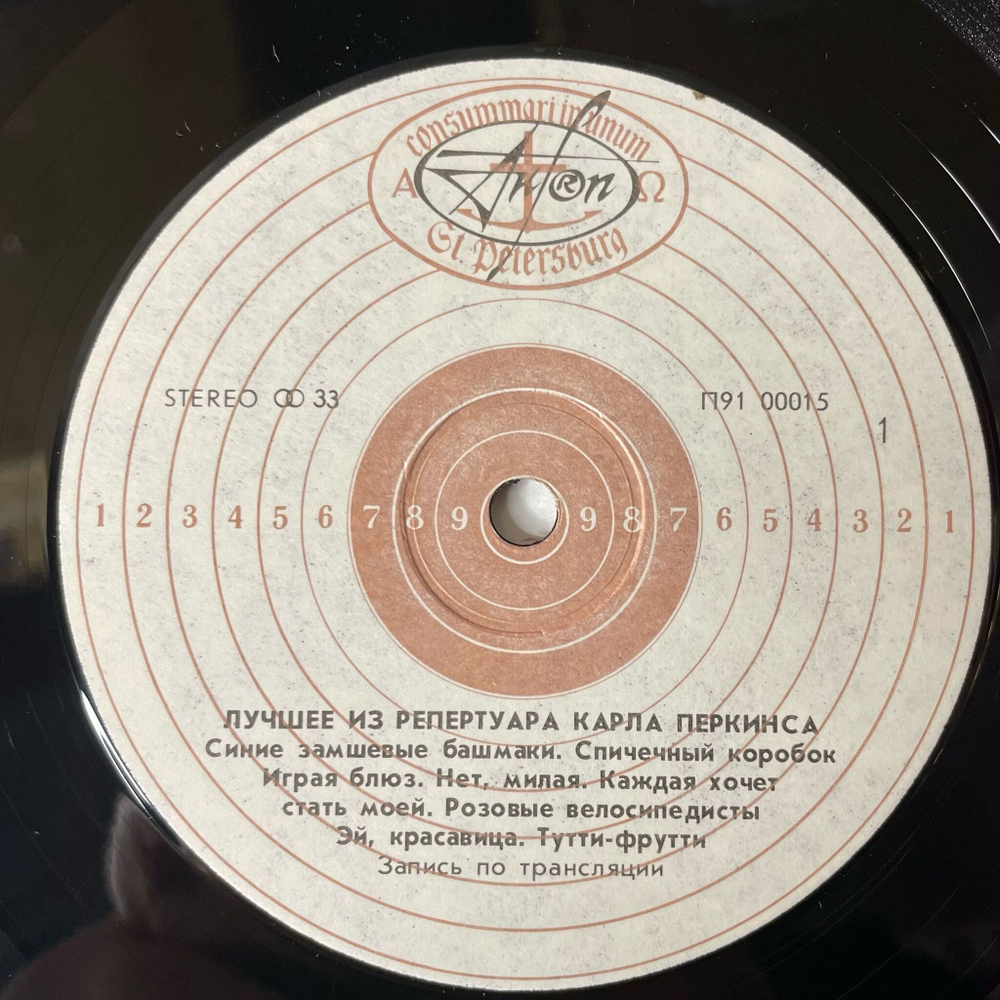 consummari in unum
Α Ω
AnTrop ®
St. Petersburg
STEREO 33
П91 00015
1
1 2 3 4 5 6 7 8 9 9 8 7 6 5 4 3 2 1
ЛУЧШЕЕ ИЗ РЕПЕРТУАРА КАРЛА ПЕРКИНСА
Синие замшевые башмаки. Спичечный коробок
Играя блюз. Нет, милая. Каждая хочет
стать моей. Розовые велосипедисты
Эй, красавица. Тутти-фрутти
Запись по трансляции